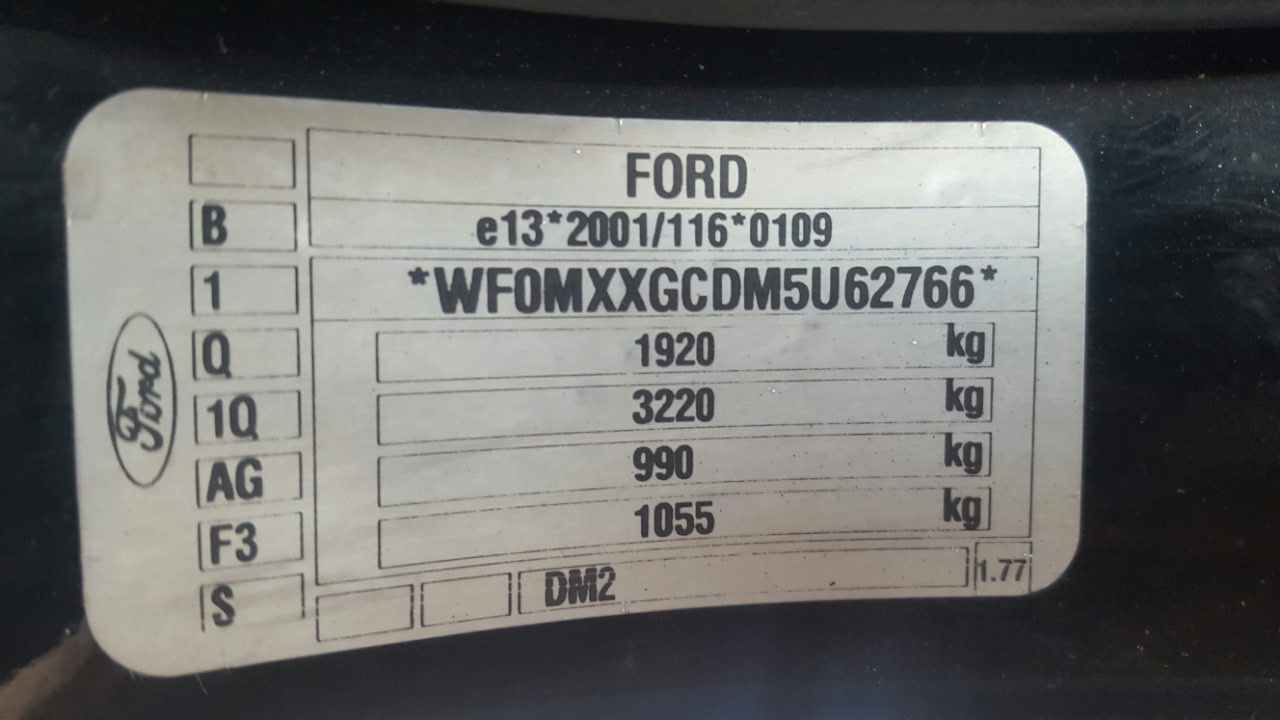 FORD
B e13*2001/116*0109
1 *WF0MXXGCDM5U62766*
Q 1920 kg
1Q 3220 kg
AG 990 kg
F3 1055 kg
S DM2 1.77
Ford